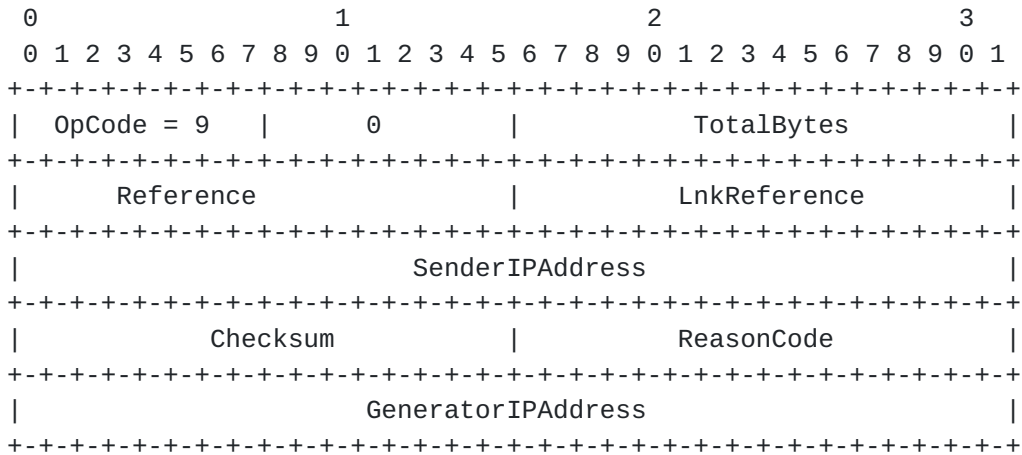 0                   1                   2                   3
 0 1 2 3 4 5 6 7 8 9 0 1 2 3 4 5 6 7 8 9 0 1 2 3 4 5 6 7 8 9 0 1
+-+-+-+-+-+-+-+-+-+-+-+-+-+-+-+-+-+-+-+-+-+-+-+-+-+-+-+-+-+-+-+-+
|  OpCode = 9   |      0        |           TotalBytes          |
+-+-+-+-+-+-+-+-+-+-+-+-+-+-+-+-+-+-+-+-+-+-+-+-+-+-+-+-+-+-+-+-+
|      Reference                |          LnkReference         |
+-+-+-+-+-+-+-+-+-+-+-+-+-+-+-+-+-+-+-+-+-+-+-+-+-+-+-+-+-+-+-+-+
|                         SenderIPAddress                       |
+-+-+-+-+-+-+-+-+-+-+-+-+-+-+-+-+-+-+-+-+-+-+-+-+-+-+-+-+-+-+-+-+
|            Checksum           |          ReasonCode           |
+-+-+-+-+-+-+-+-+-+-+-+-+-+-+-+-+-+-+-+-+-+-+-+-+-+-+-+-+-+-+-+-+
|                      GeneratorIPAddress                       |
+-+-+-+-+-+-+-+-+-+-+-+-+-+-+-+-+-+-+-+-+-+-+-+-+-+-+-+-+-+-+-+-+